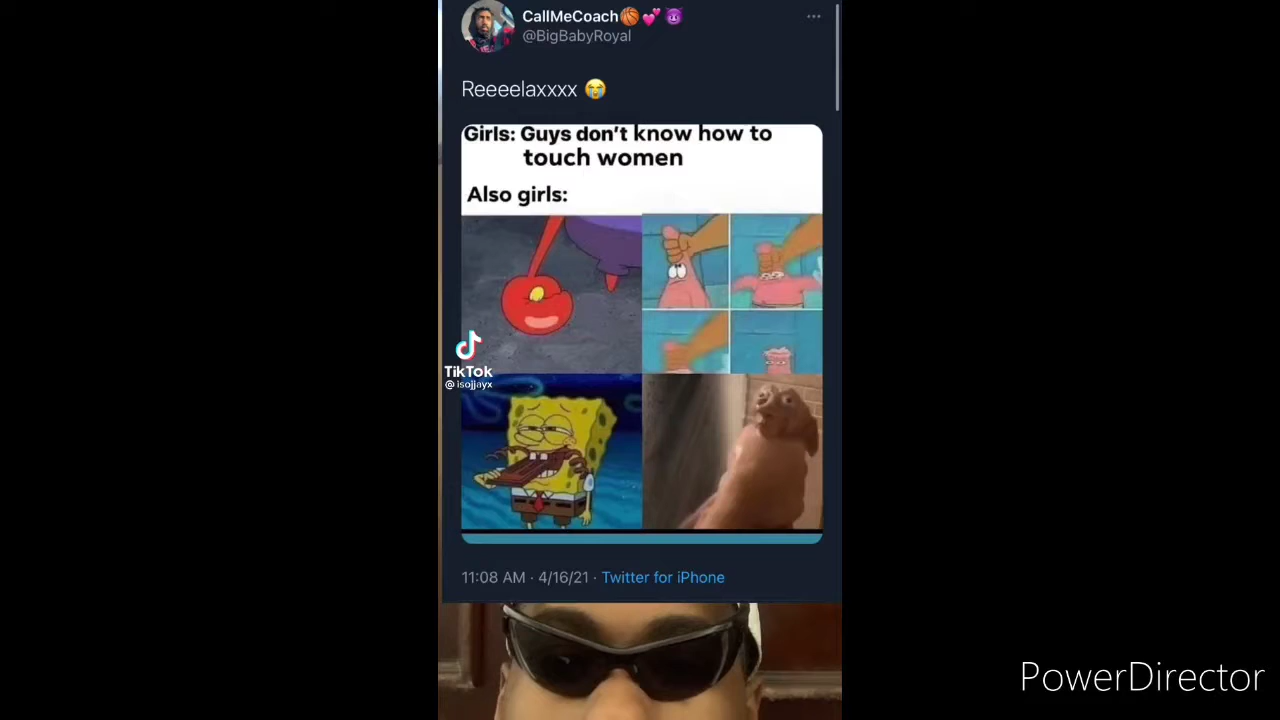 CallMeCoach🏀💕😈
@BigBabyRoyal
Reeeelaxxxx 😭
Girls: Guys don't know how to
touch women
Also girls:
TikTok
@isojjayx
11:08 AM · 4/16/21 · Twitter for iPhone
PowerDirector